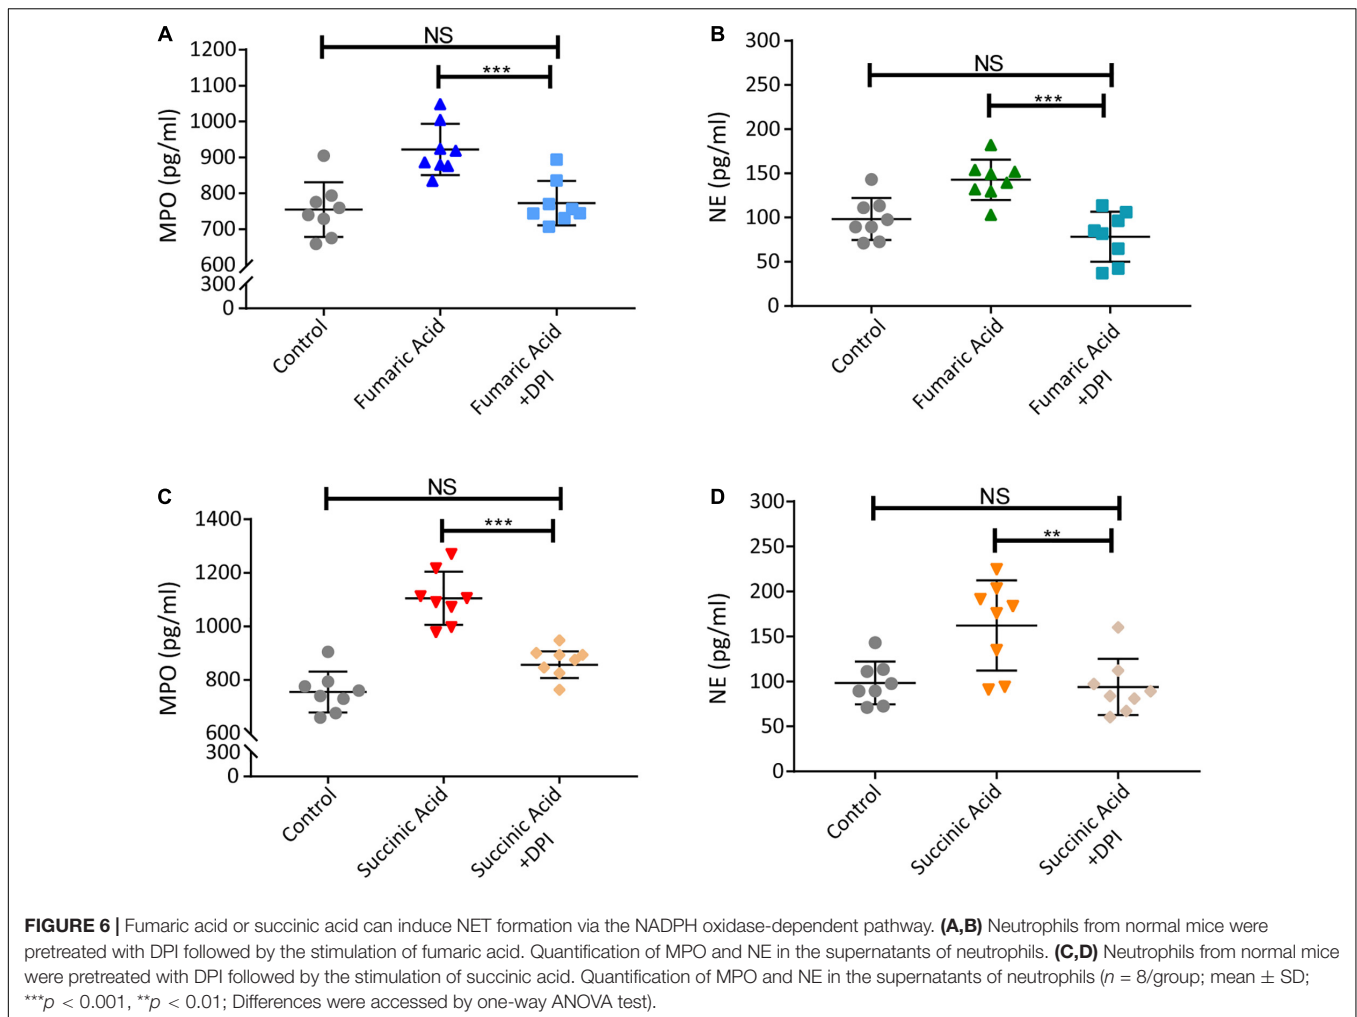 A
NS
***
MPO (pg/ml)
1200
1100
1000
900
800
700
600
300
0
Control
Fumaric Acid
Fumaric Acid
+DPI
B
NS
***
NE (pg/ml)
300
250
200
150
100
50
0
Control
Fumaric Acid
Fumaric Acid
+DPI
C
NS
***
MPO (pg/ml)
1400
1200
1000
800
600
300
0
Control
Succinic Acid
Succinic Acid
+DPI
D
NS
**
NE (pg/ml)
300
250
200
150
100
50
0
Control
Succinic Acid
Succinic Acid
+DPI
FIGURE 6 | Fumaric acid or succinic acid can induce NET formation via the NADPH oxidase-dependent pathway. (A,B) Neutrophils from normal mice were
pretreated with DPI followed by the stimulation of fumaric acid. Quantification of MPO and NE in the supernatants of neutrophils. (C,D) Neutrophils from normal mice
were pretreated with DPI followed by the stimulation of succinic acid. Quantification of MPO and NE in the supernatants of neutrophils (n = 8/group; mean ± SD;
***p < 0.001, **p < 0.01; Differences were accessed by one-way ANOVA test).